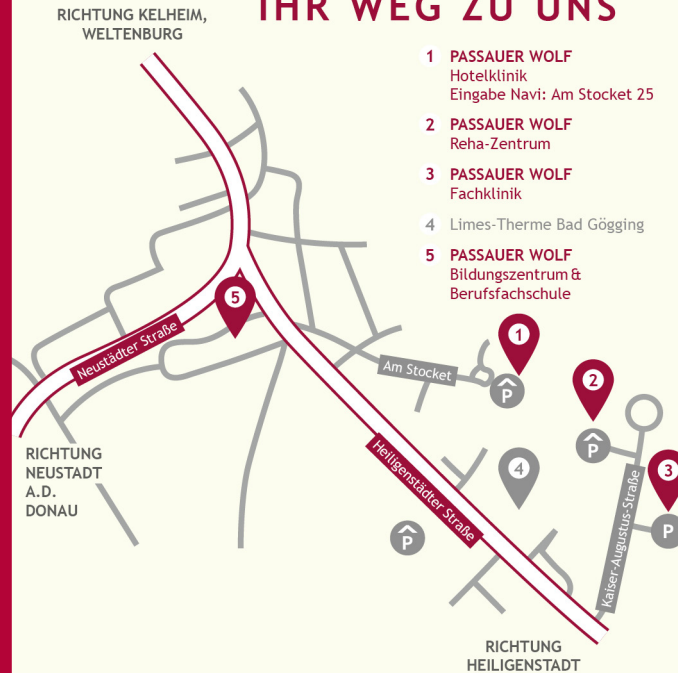 IHR WEG ZU UNS
RICHTUNG KELHEIM,
WELTENBURG
1 PASSAUER WOLF
Hotelklinik
Eingabe Navi: Am Stocket 25
2 PASSAUER WOLF
Reha-Zentrum
3 PASSAUER WOLF
Fachklinik
4 Limes-Therme Bad Gögging
5 PASSAUER WOLF
Bildungszentrum &
Berufsfachschule
5
1
Neustädter Straße
Am Stocket
P
2
P
RICHTUNG
NEUSTADT
A.D.
DONAU
Heiligenstädter Straße
4
3
P
P
Kaiser-Augustus-Straße
RICHTUNG
HEILIGENSTADT